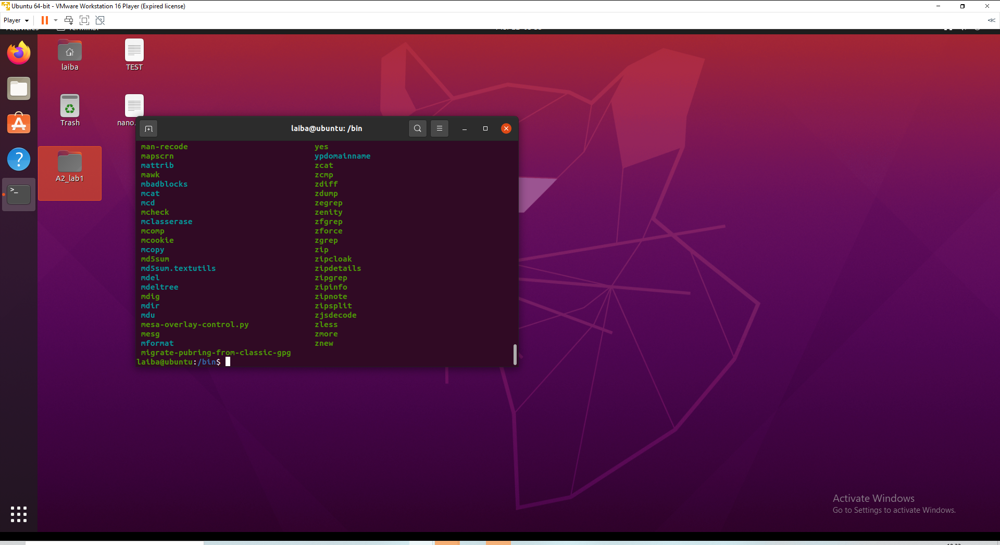 Ubuntu 64-bit - VMware Workstation 16 Player (Expired license)
Player
laiba
TEST
Trash
nano.
A2_lab1
laiba@ubuntu: /bin
man-recode yes
mapscrn ypdomainname
mattrib zcat
mawk zcmp
mbadblocks zdiff
mcat zdump
mcd zegrep
mcheck zenity
mclasserase zfgrep
mcomp zforce
mcookie zgrep
mcopy zip
md5sum zipcloak
md5sum.textutils zipdetails
mdel zipgrep
mdeltree zipinfo
mdig zipnote
mdir zipsplit
mdu zjsdecode
mesa-overlay-control.py zless
mesg zmore
mformat znew
migrate-pubring-from-classic-gpg
laiba@ubuntu:/bin$
Activate Windows
Go to Settings to activate Windows.